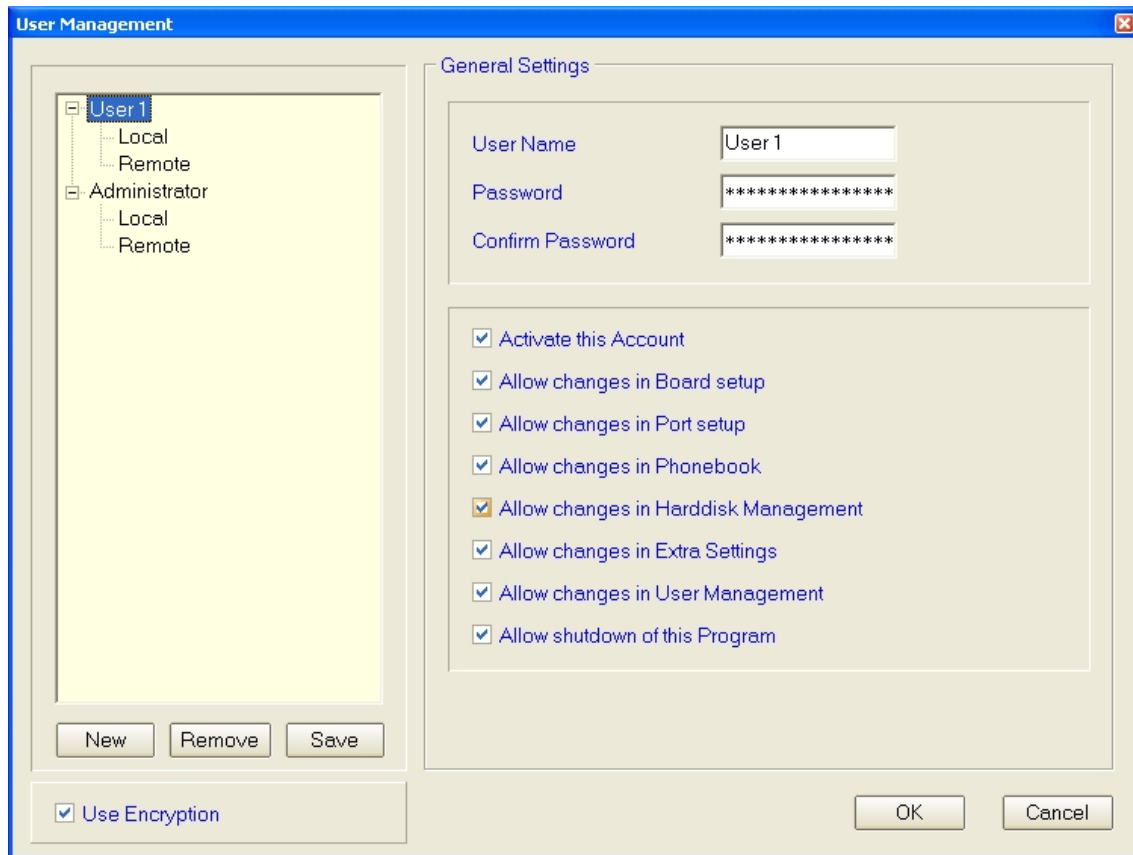 User Management
General Settings
User 1
Local
Remote
Administrator
Local
Remote
New Remove Save
Use Encryption
User Name User 1
Password ****************
Confirm Password ****************
Activate this Account
Allow changes in Board setup
Allow changes in Port setup
Allow changes in Phonebook
Allow changes in Harddisk Management
Allow changes in Extra Settings
Allow changes in User Management
Allow shutdown of this Program
OK Cancel